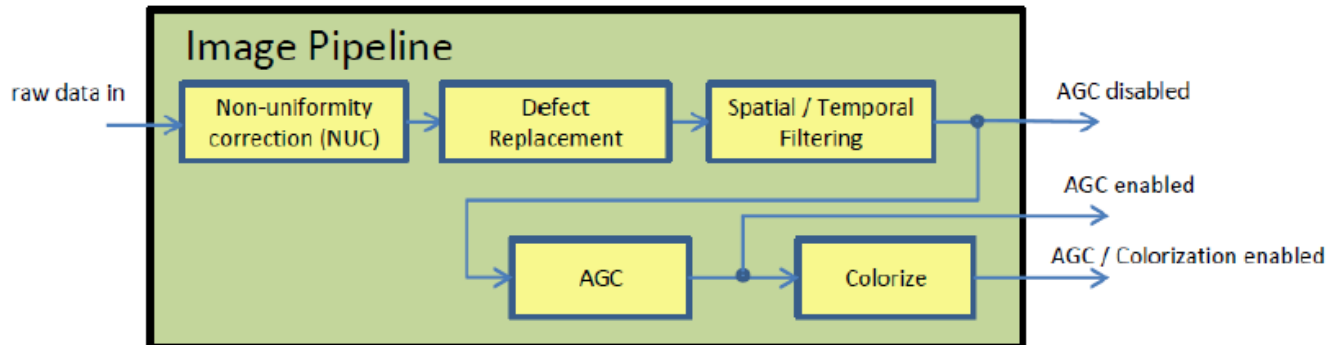 Image Pipeline
raw data in
Non-uniformity
correction (NUC)
Defect
Replacement
Spatial / Temporal
Filtering
AGC disabled
AGC enabled
AGC
Colorize
AGC / Colorization enabled